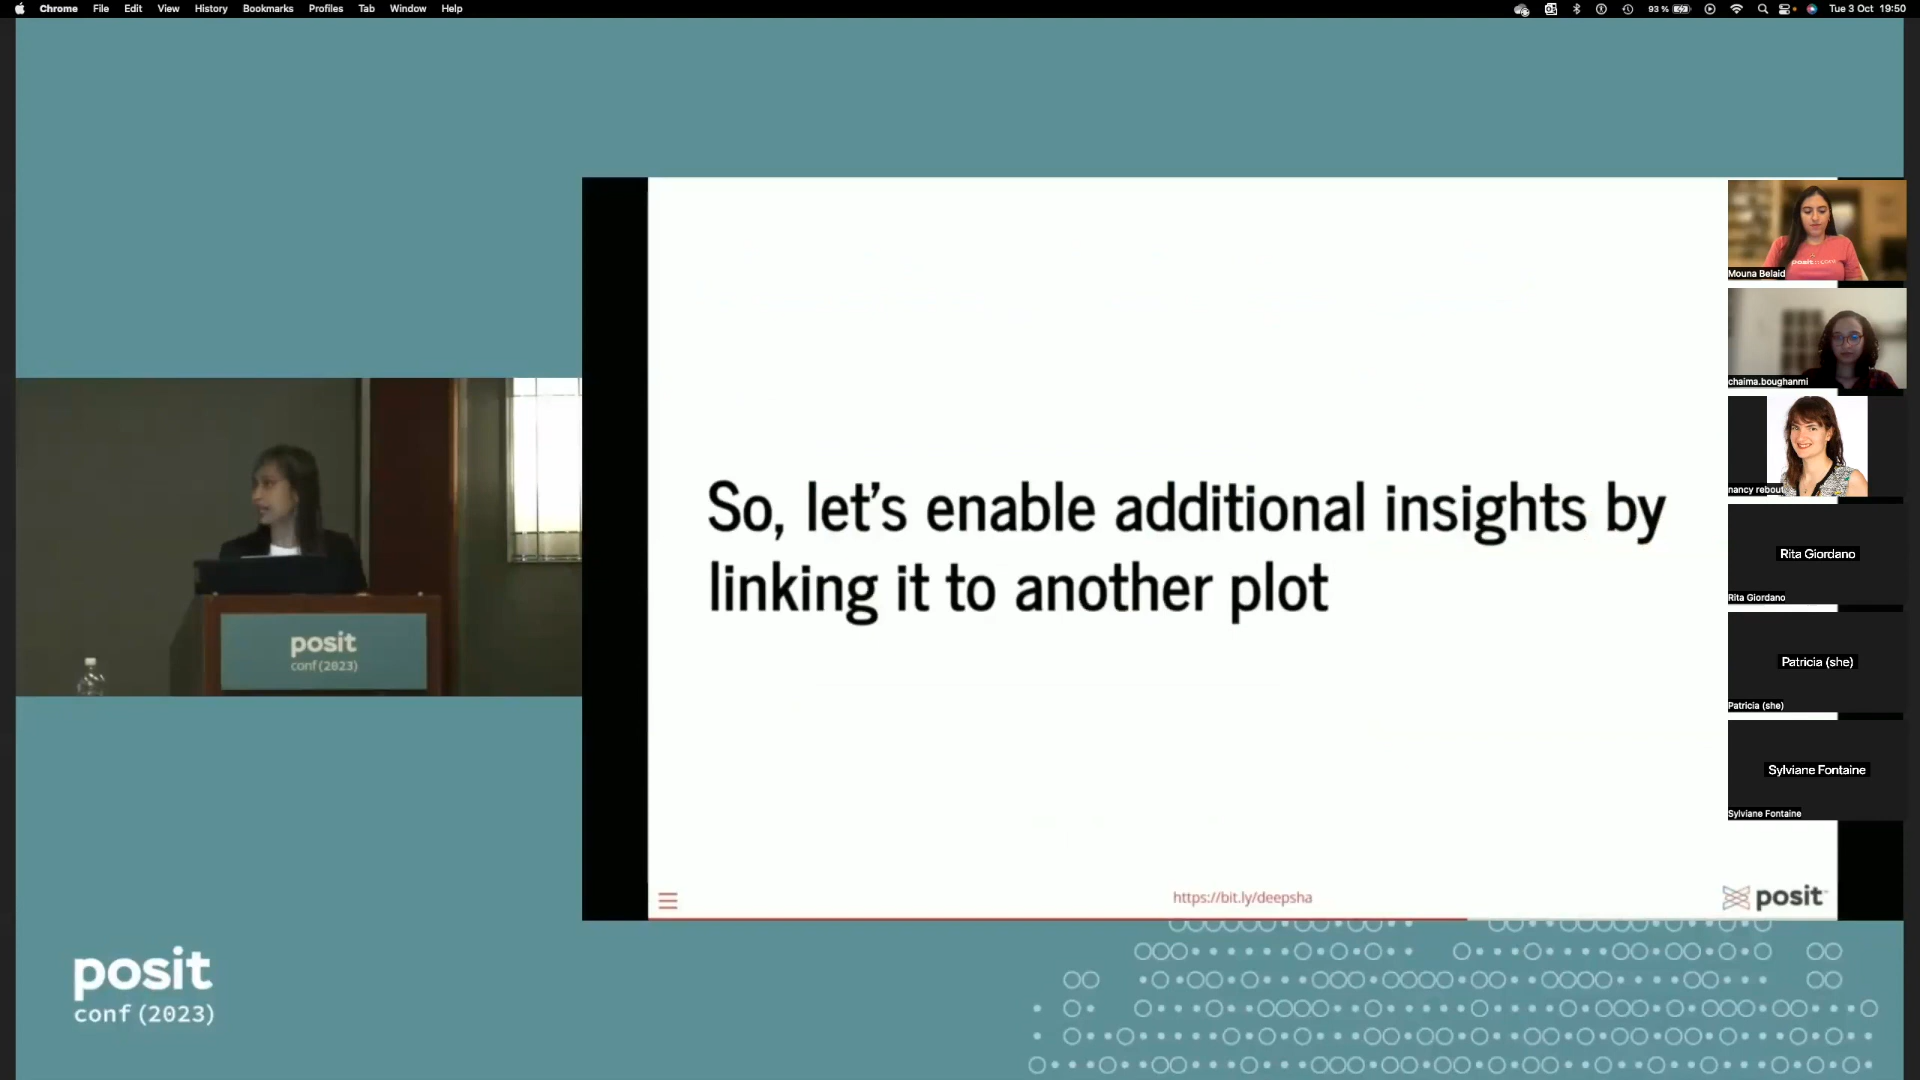 Chrome File Edit View History Bookmarks Profiles Tab Window Help
93 % Tue 3 Oct 19:50
So, let's enable additional insights by
linking it to another plot
https://bit.ly/deepsha
posit
posit
conf (2023)
posit
conf (2023)
Mouna Belaid
posit
chaima.boughanmi
nancy rebout
Rita Giordano
Rita Giordano
Patricia (she)
Patricia (she)
Sylviane Fontaine
Sylviane Fontaine